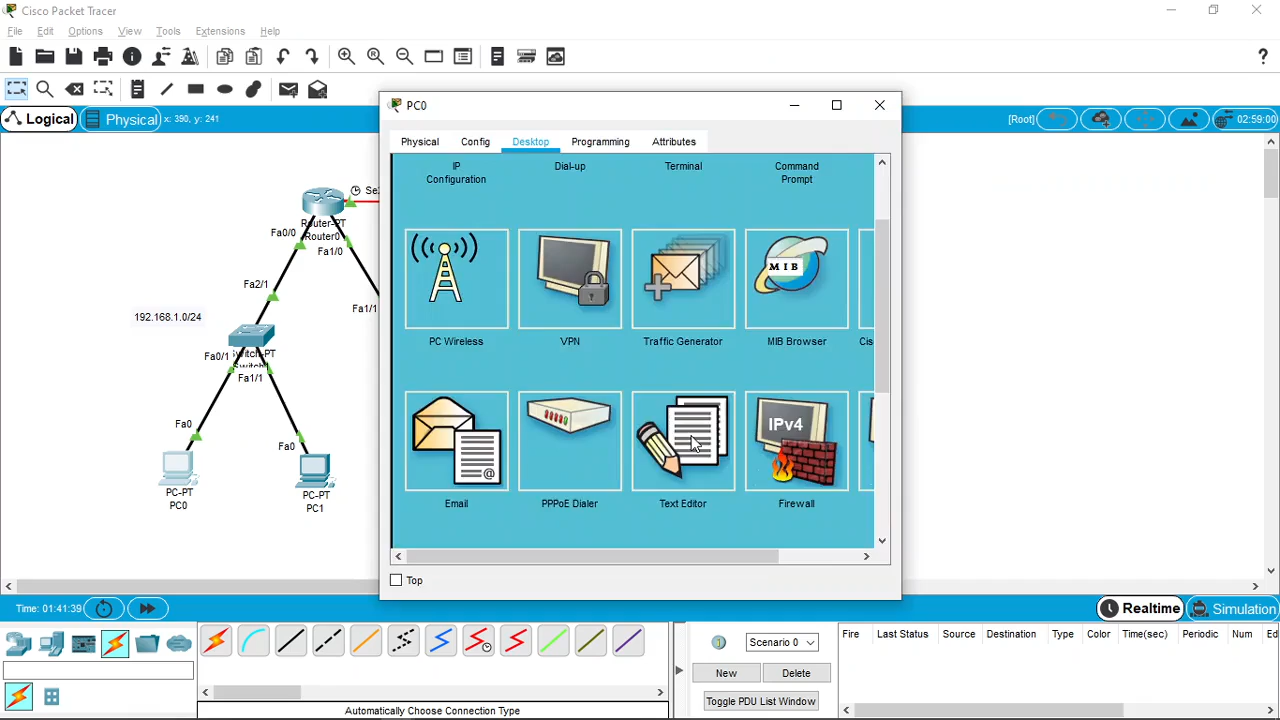 Cisco Packet Tracer
File Edit Options View Tools Extensions Help
Logical Physical x: 390, y: 241
[Root] 02:59:00
PC0
Physical Config Desktop Programming Attributes
IP Configuration
Dial-up
Terminal
Command Prompt
PC Wireless
VPN
Traffic Generator
MIB
MIB Browser
Cis
Email
PPPoE Dialer
Text Editor
IPv4
Firewall
Top
Se2
Router-PT
Router0
Fa0/0
Fa1/0
Fa2/1
Fa1/1
192.168.1.0/24
Fa0/1
Fa1/1
Fa0
Fa0
PC-PT
PC0
PC-PT
PC1
Time: 01:41:39
Realtime Simulation
Automatically Choose Connection Type
Scenario 0
New Delete
Toggle PDU List Window
Fire Last Status Source Destination Type Color Time(sec) Periodic Num Ed